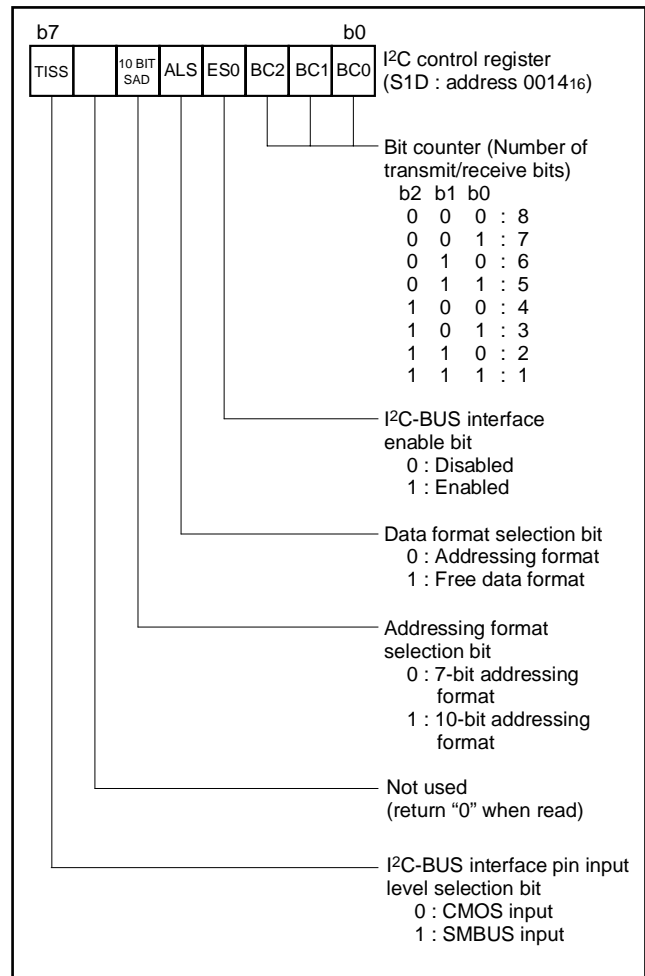 b7 b0
TISS 10 BIT SAD ALS ES0 BC2 BC1 BC0
I²C control register
(S1D : address 0014₁₆)
Bit counter (Number of
transmit/receive bits)
b2 b1 b0
0 0 0 : 8
0 0 1 : 7
0 1 0 : 6
0 1 1 : 5
1 0 0 : 4
1 0 1 : 3
1 1 0 : 2
1 1 1 : 1
I²C-BUS interface
enable bit
0 : Disabled
1 : Enabled
Data format selection bit
0 : Addressing format
1 : Free data format
Addressing format
selection bit
0 : 7-bit addressing
format
1 : 10-bit addressing
format
Not used
(return “0” when read)
I²C-BUS interface pin input
level selection bit
0 : CMOS input
1 : SMBUS input